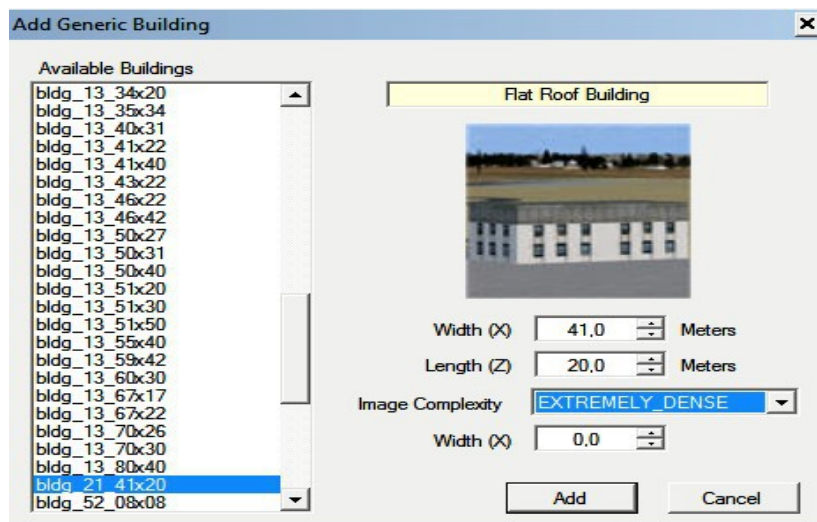 Add Generic Building
Available Buildings
bldg_13_34x20
bldg_13_35x34
bldg_13_40x31
bldg_13_41x22
bldg_13_41x40
bldg_13_43x22
bldg_13_46x22
bldg_13_46x42
bldg_13_50x27
bldg_13_50x31
bldg_13_50x40
bldg_13_51x20
bldg_13_51x30
bldg_13_51x50
bldg_13_55x40
bldg_13_59x42
bldg_13_60x30
bldg_13_67x17
bldg_13_67x22
bldg_13_70x26
bldg_13_70x30
bldg_13_80x40
bldg_21_41x20
bldg_52_08x08
Flat Roof Building
Width (X) 41,0 Meters
Length (Z) 20,0 Meters
Image Complexity EXTREMELY_DENSE
Width (X) 0,0
Add Cancel